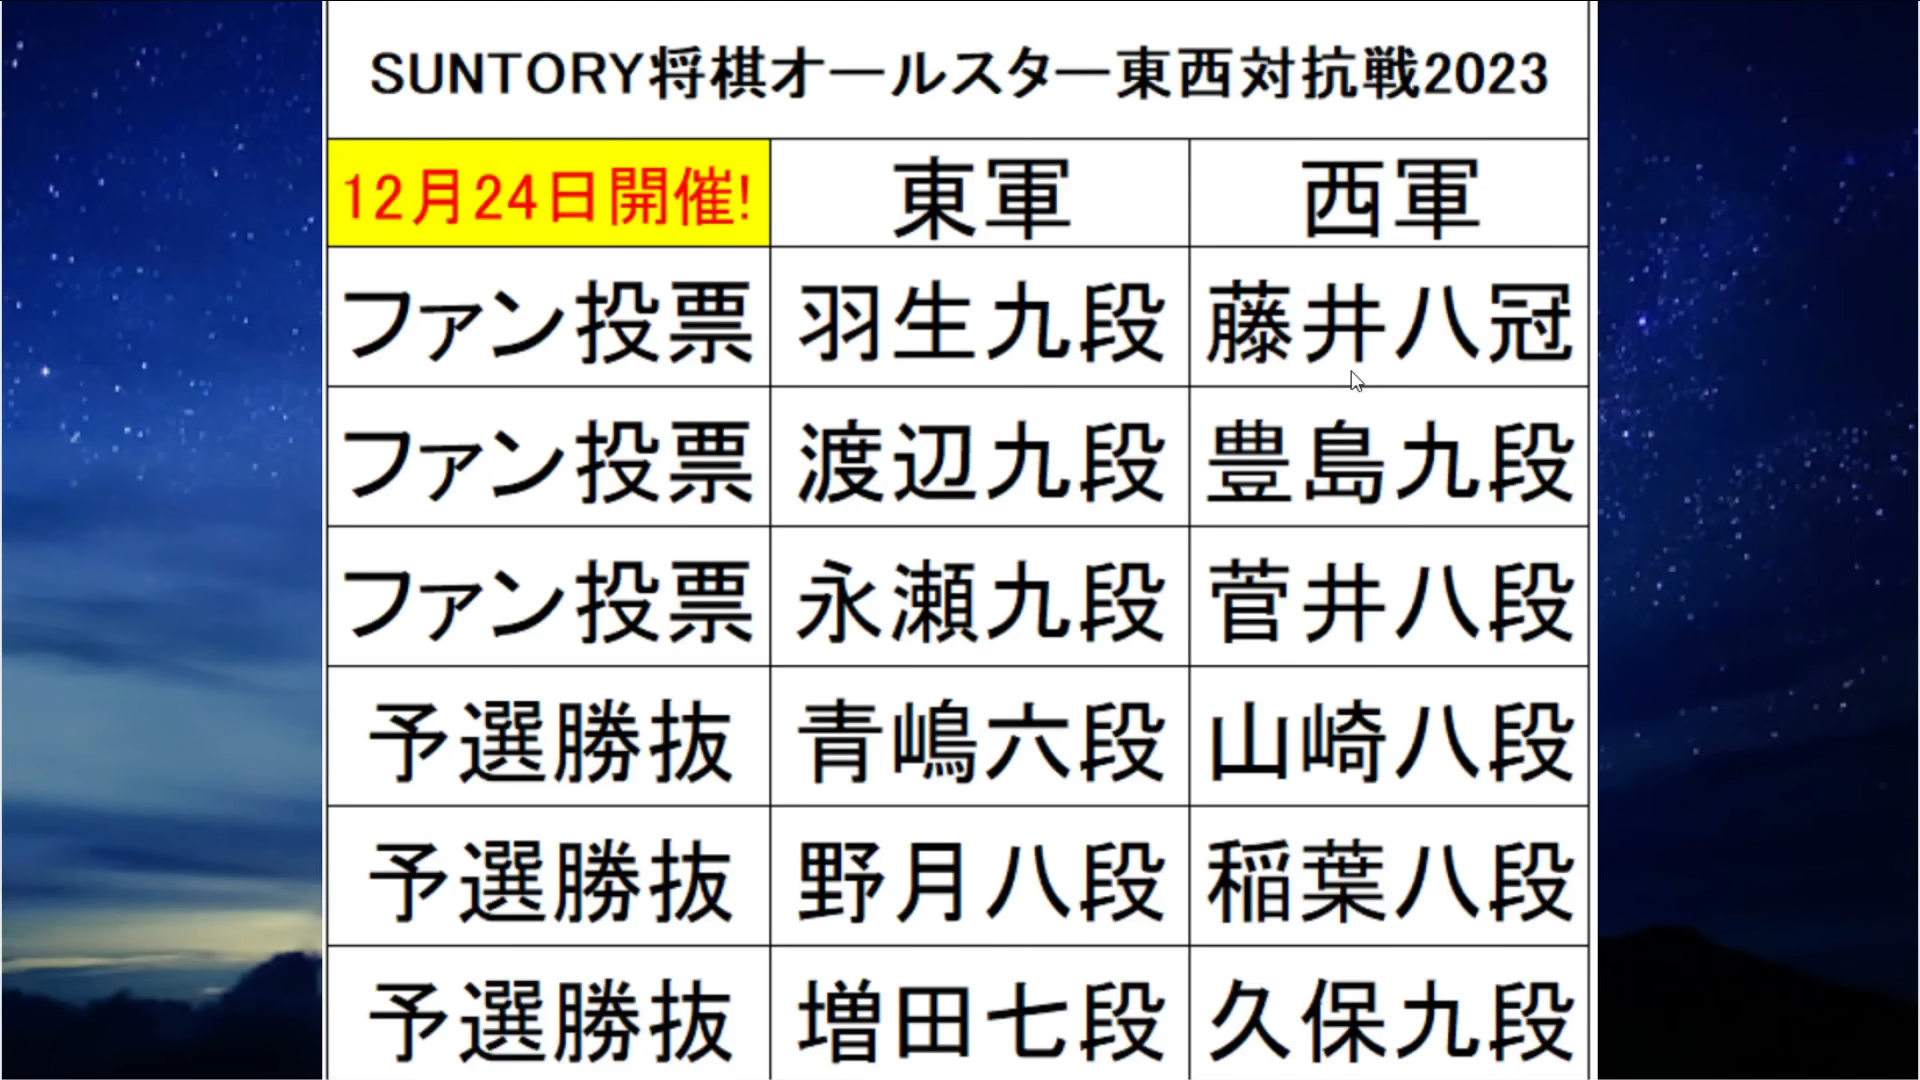 SUNTORY将棋オールスター東西対抗戦2023
12月24日開催! 東軍 西軍
ファン投票 羽生九段 藤井八冠
ファン投票 渡辺九段 豊島九段
ファン投票 永瀬九段 菅井八段
予選勝抜 青嶋六段 山崎八段
予選勝抜 野月八段 稲葉八段
予選勝抜 増田七段 久保九段